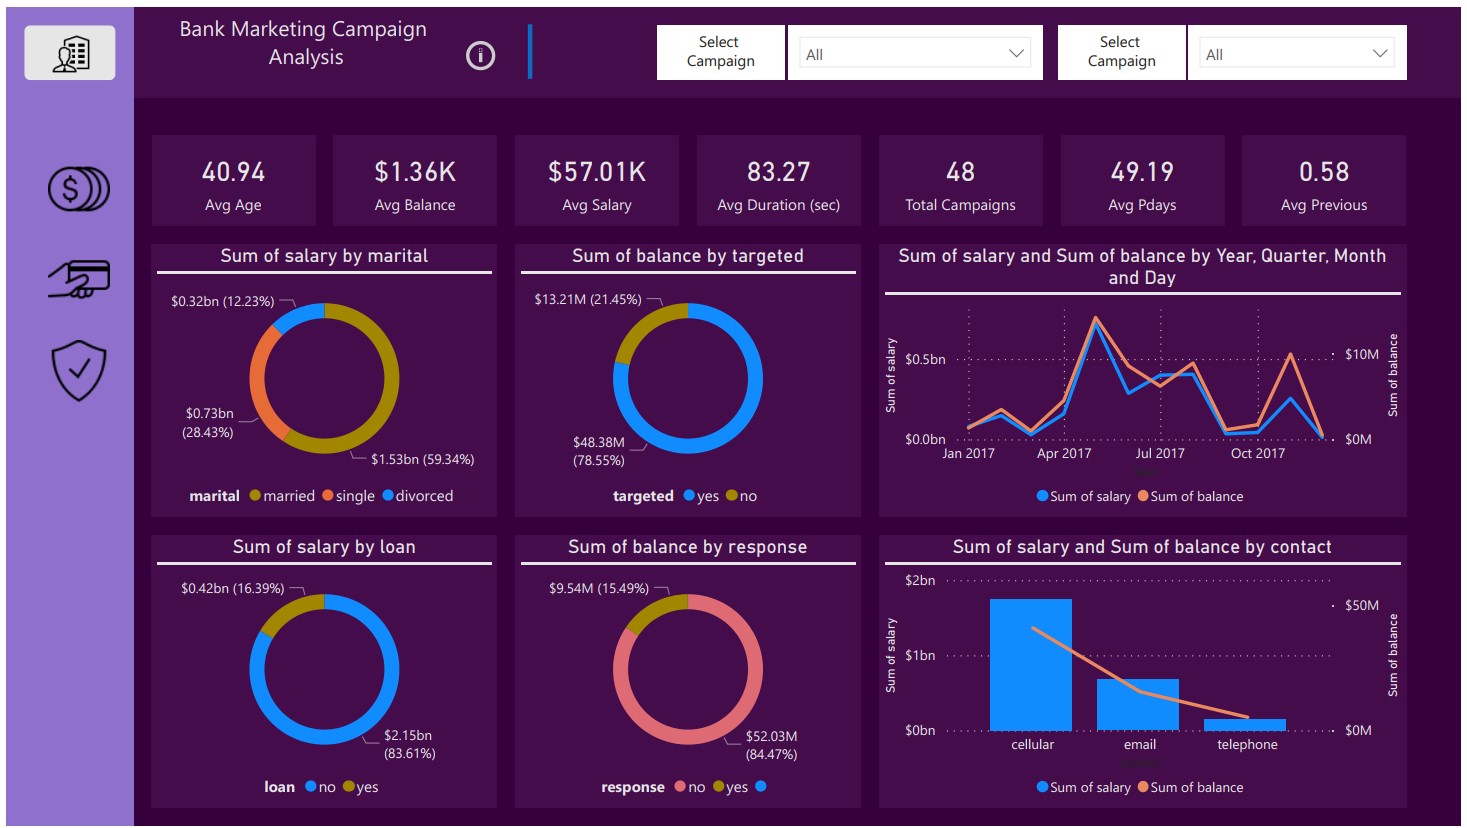 Bank Marketing Campaign
Analysis
i
Select
Campaign
All
Select
Campaign
All
40.94
Avg Age
$1.36K
Avg Balance
$57.01K
Avg Salary
83.27
Avg Duration (sec)
48
Total Campaigns
49.19
Avg Pdays
0.58
Avg Previous
Sum of salary by marital
$0.32bn (12.23%)
$0.73bn
(28.43%)
$1.53bn (59.34%)
marital married single divorced
Sum of balance by targeted
$13.21M (21.45%)
$48.38M
(78.55%)
targeted yes no
Sum of salary and Sum of balance by Year, Quarter, Month
and Day
Sum of salary
$0.5bn
$0.0bn
$10M
$0M
Sum of balance
Jan 2017 Apr 2017 Jul 2017 Oct 2017
Sum of salary Sum of balance
Sum of salary by loan
$0.42bn (16.39%)
$2.15bn
(83.61%)
loan no yes
Sum of balance by response
$9.54M (15.49%)
$52.03M
(84.47%)
response no yes
Sum of salary and Sum of balance by contact
Sum of salary
$2bn
$1bn
$0bn
$50M
$0M
Sum of balance
cellular email telephone
Sum of salary Sum of balance